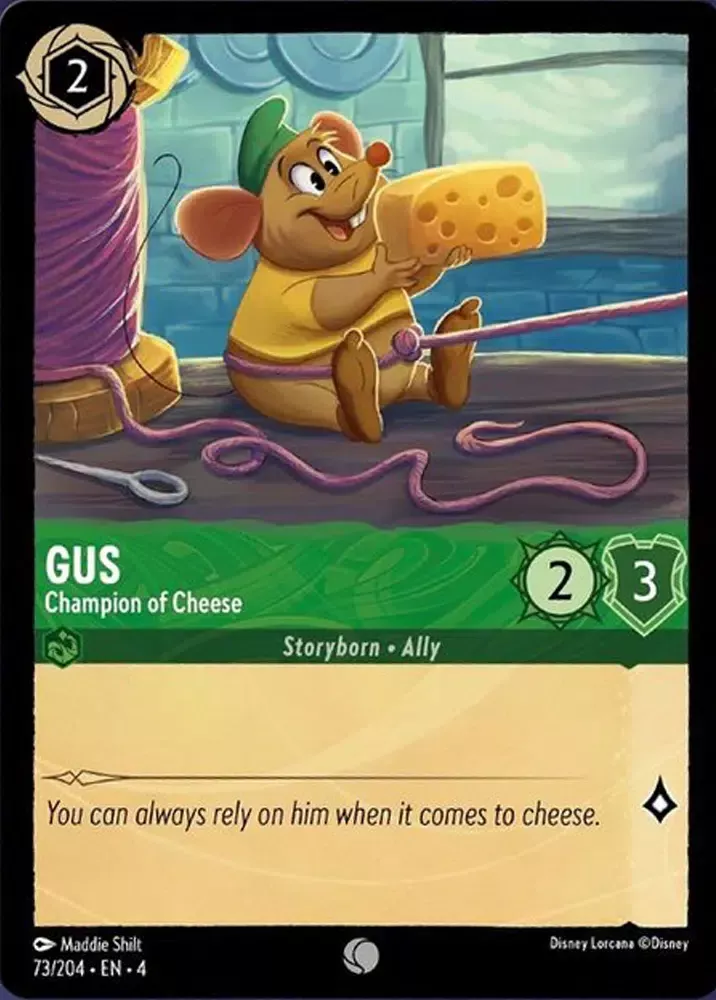 2
GUS
Champion of Cheese
2
3
Storyborn • Ally
You can always rely on him when it comes to cheese.
Maddie Shilt
Disney Lorcana ©Disney
73/204 • EN • 4